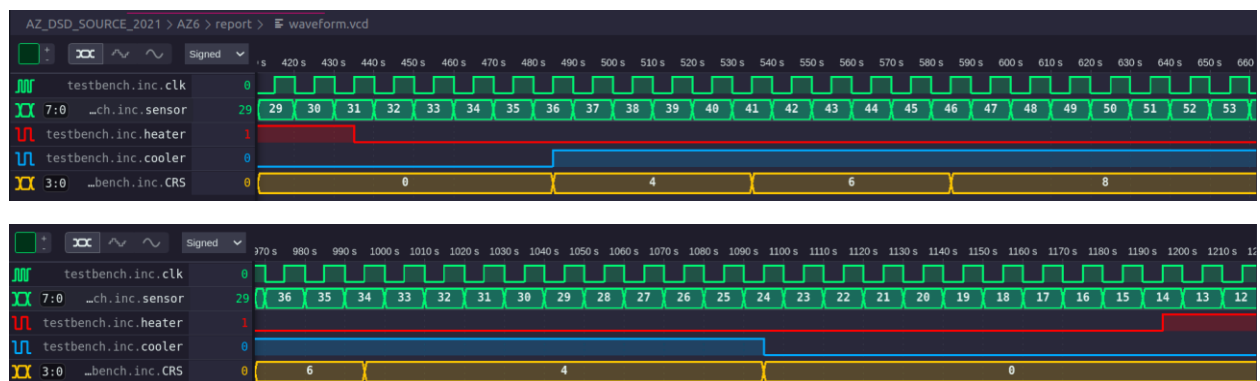 AZ_DSD_SOURCE_2021 > AZ6 > report > waveform.vcd
Signed
s 420 s 430 s 440 s 450 s 460 s 470 s 480 s 490 s 500 s 510 s 520 s 530 s 540 s 550 s 560 s 570 s 580 s 590 s 600 s 610 s 620 s 630 s 640 s 650 s 660
testbench.inc.clk 0
7:0 …ch.inc.sensor 29 29 30 31 32 33 34 35 36 37 38 39 40 41 42 43 44 45 46 47 48 49 50 51 52 53
testbench.inc.heater 1
testbench.inc.cooler 0
3:0 …bench.inc.CRS 0 0 4 6 8
Signed
970 s 980 s 990 s 1000 s 1010 s 1020 s 1030 s 1040 s 1050 s 1060 s 1070 s 1080 s 1090 s 1100 s 1110 s 1120 s 1130 s 1140 s 1150 s 1160 s 1170 s 1180 s 1190 s 1200 s 1210 s 12
testbench.inc.clk 0
7:0 …ch.inc.sensor 29 36 35 34 33 32 31 30 29 28 27 26 25 24 23 22 21 20 19 18 17 16 15 14 13 12
testbench.inc.heater 1
testbench.inc.cooler 0
3:0 …bench.inc.CRS 0 6 4 0